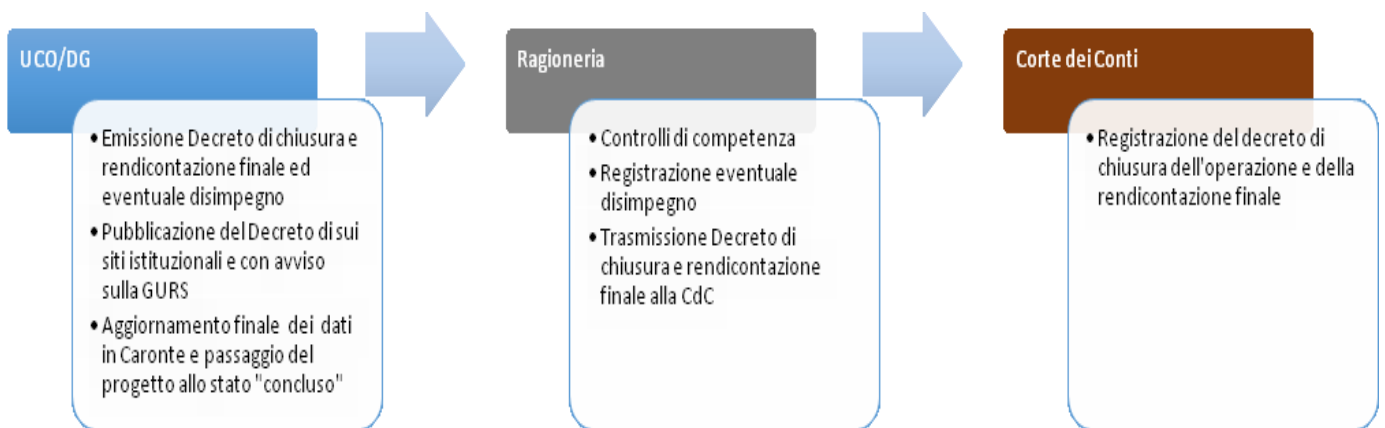 UCO/DG
• Emissione Decreto di chiusura e
rendicontazione finale ed
eventuale disimpegno
• Pubblicazione del Decreto di sui
siti istituzionali e con avviso
sulla GURS
• Aggiornamento finale dei dati
in Caronte e passaggio del
progetto allo stato "concluso"
Ragioneria
• Controlli di competenza
• Registrazione eventuale
disimpegno
• Trasmissione Decreto di
chiusura e rendicontazione
finale alla CdC
Corte dei Conti
• Registrazione del decreto di
chiusura dell'operazione e della
rendicontazione finale